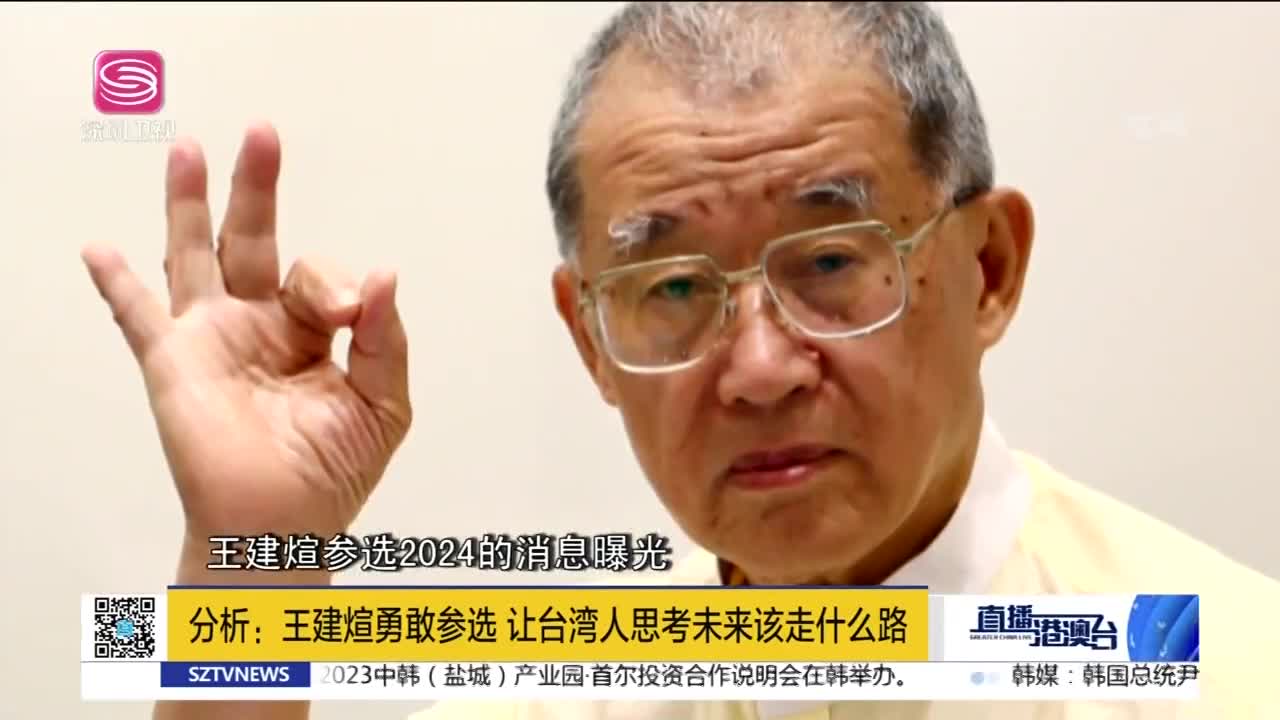 深圳卫视
王建煊参选2024的消息曝光
分析：王建煊勇敢参选 让台湾人思考未来该走什么路
直播港澳台
GREATER CHINA LIVE
SZTVNEWS
2023中韩（盐城）产业园·首尔投资合作说明会在韩举办。
韩媒：韩国总统尹